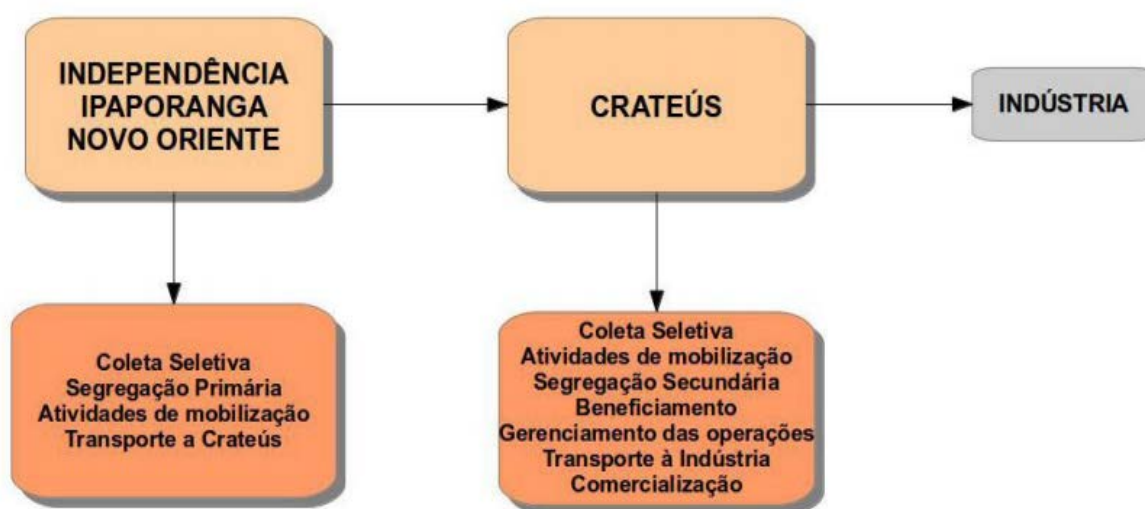 INDEPENDÊNCIA
IPAPORANGA
NOVO ORIENTE
CRATEÚS
INDÚSTRIA
Coleta Seletiva
Segregação Primária
Atividades de mobilização
Transporte a Crateús
Coleta Seletiva
Atividades de mobilização
Segregação Secundária
Beneficiamento
Gerenciamento das operações
Transporte à Indústria
Comercialização